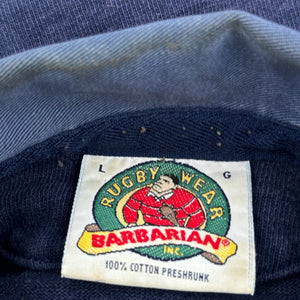 L G
RUGBY WEAR
BARBARIAN®
INC.
100% COTTON PRESHRUNK